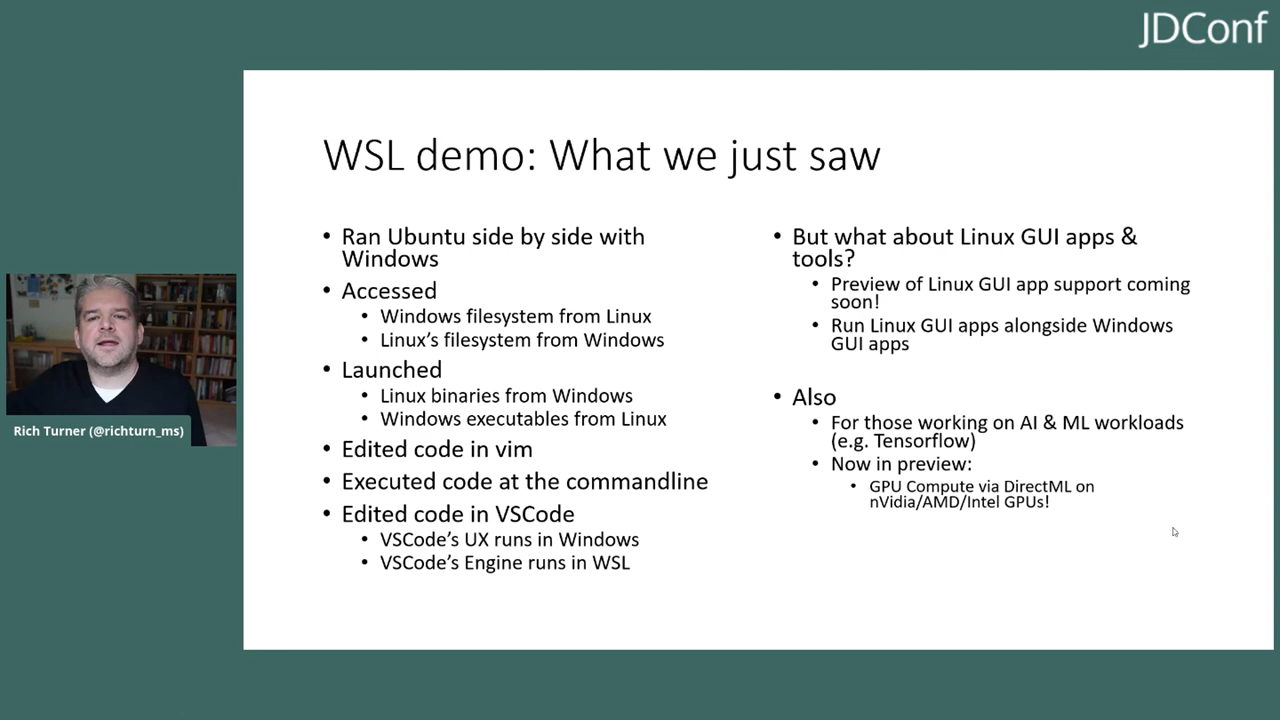 JDConf
WSL demo: What we just saw
• Ran Ubuntu side by side with
Windows
• Accessed
• Windows filesystem from Linux
• Linux's filesystem from Windows
• Launched
• Linux binaries from Windows
• Windows executables from Linux
• Edited code in vim
• Executed code at the commandline
• Edited code in VSCode
• VSCode's UX runs in Windows
• VSCode's Engine runs in WSL
• But what about Linux GUI apps &
tools?
• Preview of Linux GUI app support coming
soon!
• Run Linux GUI apps alongside Windows
GUI apps
• Also
• For those working on AI & ML workloads
(e.g. Tensorflow)
• Now in preview:
• GPU Compute via DirectML on
nVidia/AMD/Intel GPUs!
Rich Turner (@richturn_ms)